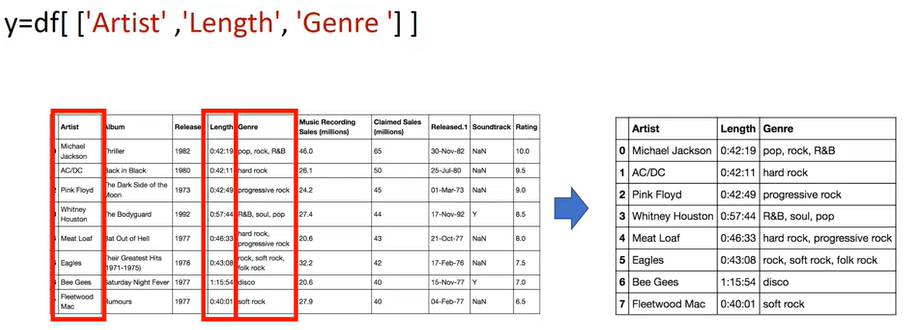 y=df[ ['Artist' ,'Length', 'Genre '] ]
Artist Album Released Length Genre Music Recording Sales (millions) Claimed Sales (millions) Released.1 Soundtrack Rating
Michael Jackson Thriller 1982 0:42:19 pop, rock, R&B 46.0 65 30-Nov-82 NaN 10.0
AC/DC Back in Black 1980 0:42:11 hard rock 26.1 50 25-Jul-80 NaN 9.5
Pink Floyd The Dark Side of the Moon 1973 0:42:49 progressive rock 24.2 45 01-Mar-73 NaN 9.0
Whitney Houston The Bodyguard 1992 0:57:44 R&B, soul, pop 27.4 44 17-Nov-92 Y 8.5
Meat Loaf Bat Out of Hell 1977 0:46:33 hard rock, progressive rock 20.6 43 21-Oct-77 NaN 8.0
Eagles Their Greatest Hits (1971-1975) 1976 0:43:08 rock, soft rock, folk rock 32.2 42 17-Feb-76 NaN 7.5
Bee Gees Saturday Night Fever 1977 1:15:54 disco 20.6 40 15-Nov-77 Y 7.0
Fleetwood Mac Rumours 1977 0:40:01 soft rock 27.9 40 04-Feb-77 NaN 6.5
Artist Length Genre
0 Michael Jackson 0:42:19 pop, rock, R&B
1 AC/DC 0:42:11 hard rock
2 Pink Floyd 0:42:49 progressive rock
3 Whitney Houston 0:57:44 R&B, soul, pop
4 Meat Loaf 0:46:33 hard rock, progressive rock
5 Eagles 0:43:08 rock, soft rock, folk rock
6 Bee Gees 1:15:54 disco
7 Fleetwood Mac 0:40:01 soft rock